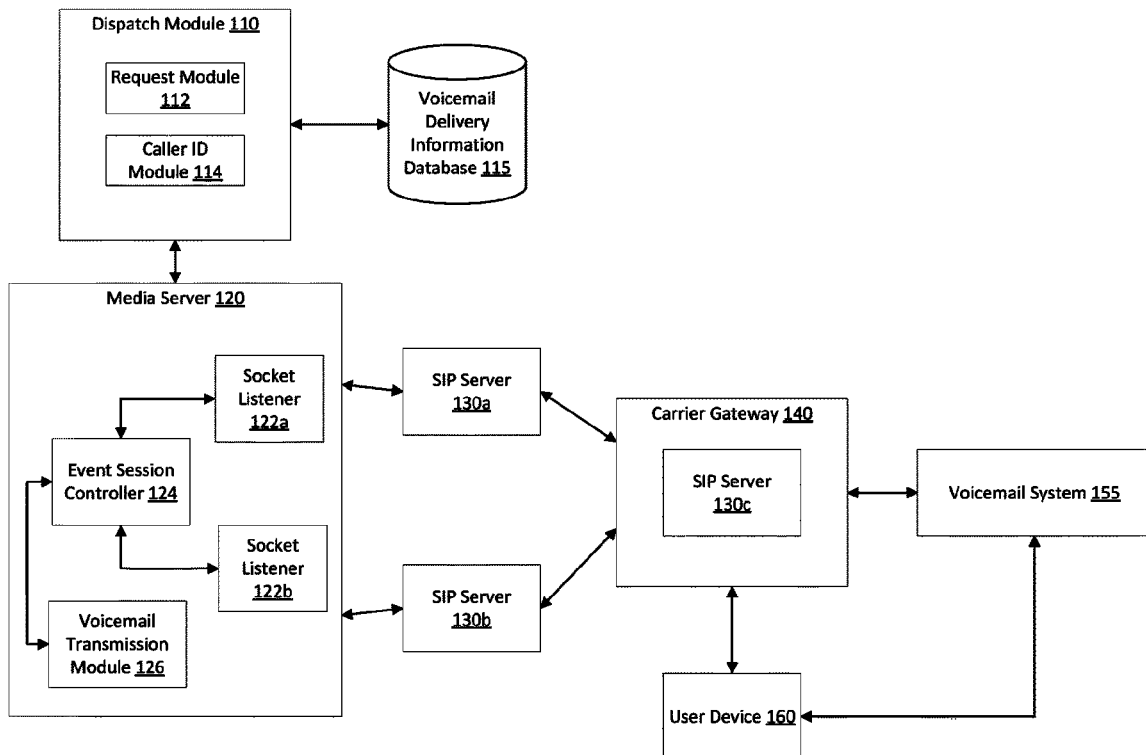 Dispatch Module 110
Request Module
112
Caller ID
Module 114
Voicemail
Delivery
Information
Database 115
Media Server 120
Socket
Listener
122a
Event Session
Controller 124
Socket
Listener
122b
Voicemail
Transmission
Module 126
SIP Server
130a
SIP Server
130b
Carrier Gateway 140
SIP Server
130c
Voicemail System 155
User Device 160